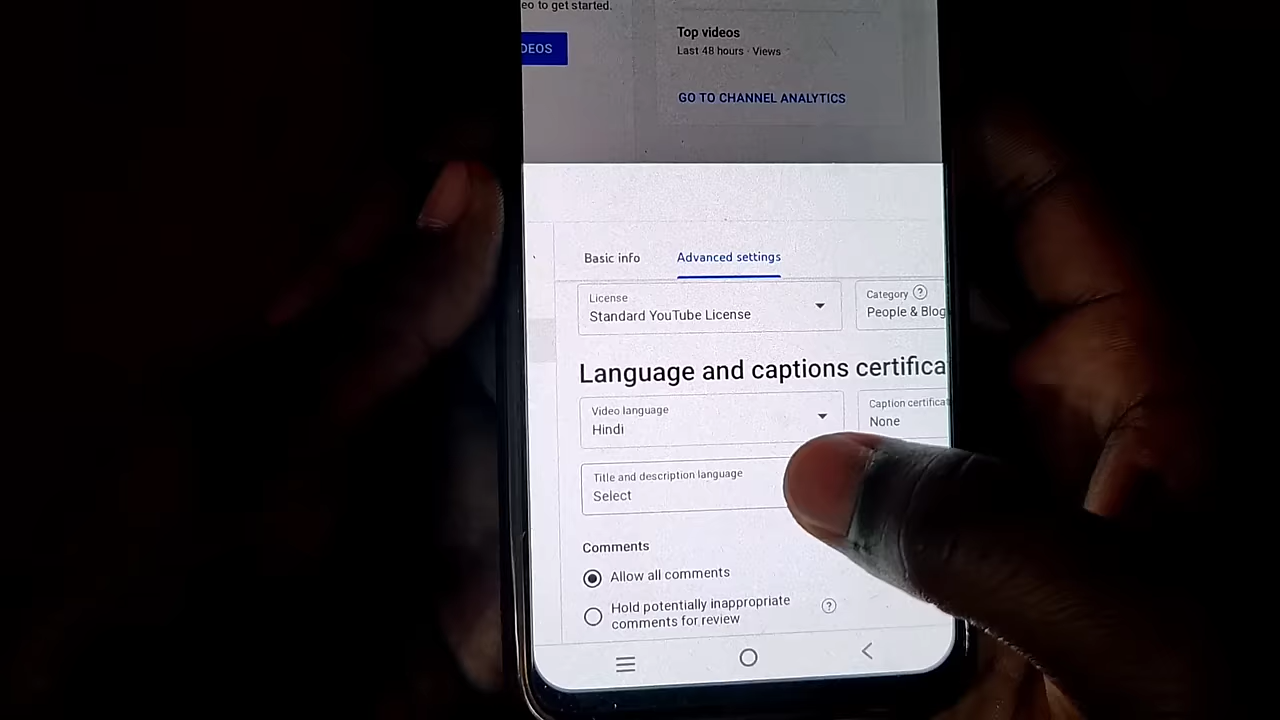 eo to get started.
DEOS
Top videos
Last 48 hours · Views
GO TO CHANNEL ANALYTICS
Basic info
Advanced settings
License
Standard YouTube License
Category ?
People & Blog
Language and captions certifica
Video language
Hindi
Caption certificat
None
Title and description language
Select
Comments
Allow all comments
Hold potentially inappropriate
comments for review
?